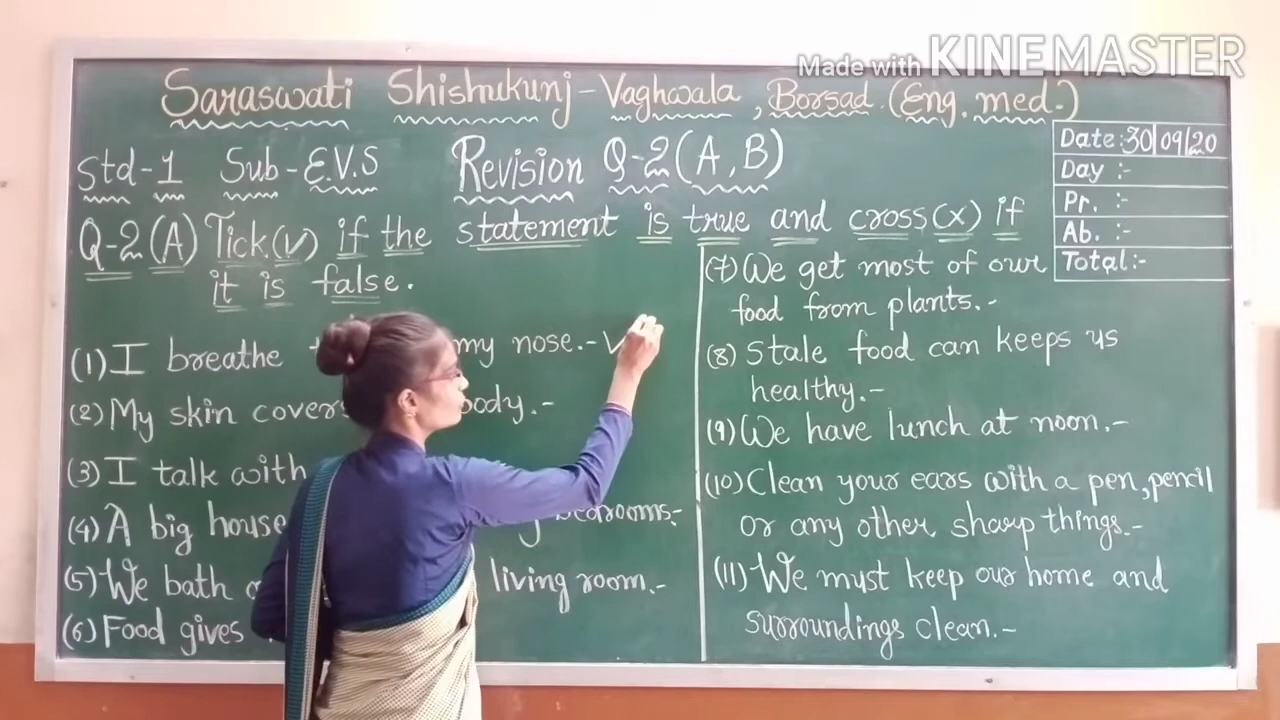 Made with KINEMASTER
Saraswati Shishukunj-Vaghwala, Borsad. (Eng. med.)
Std-1 Sub-E.V.S Revision Q-2 (A, B)
Date: 30|09|20
Day :-
Pr. :-
Ab. :-
Total:-
Q-2 (A) Tick (√) if the statement is true and cross (x) if
it is false.
(1) I breathe my nose.- √
(2) My skin covers body.-
(3) I talk with
(4) A big house bedrooms.-
(5) We bath living room.-
(6) Food gives
(7) We get most of our
food from plants.-
(8) Stale food can keeps us
healthy.-
(9) We have lunch at noon.-
(10) Clean your ears with a pen, pencil
or any other sharp things.-
(11) We must keep our home and
surroundings clean.-